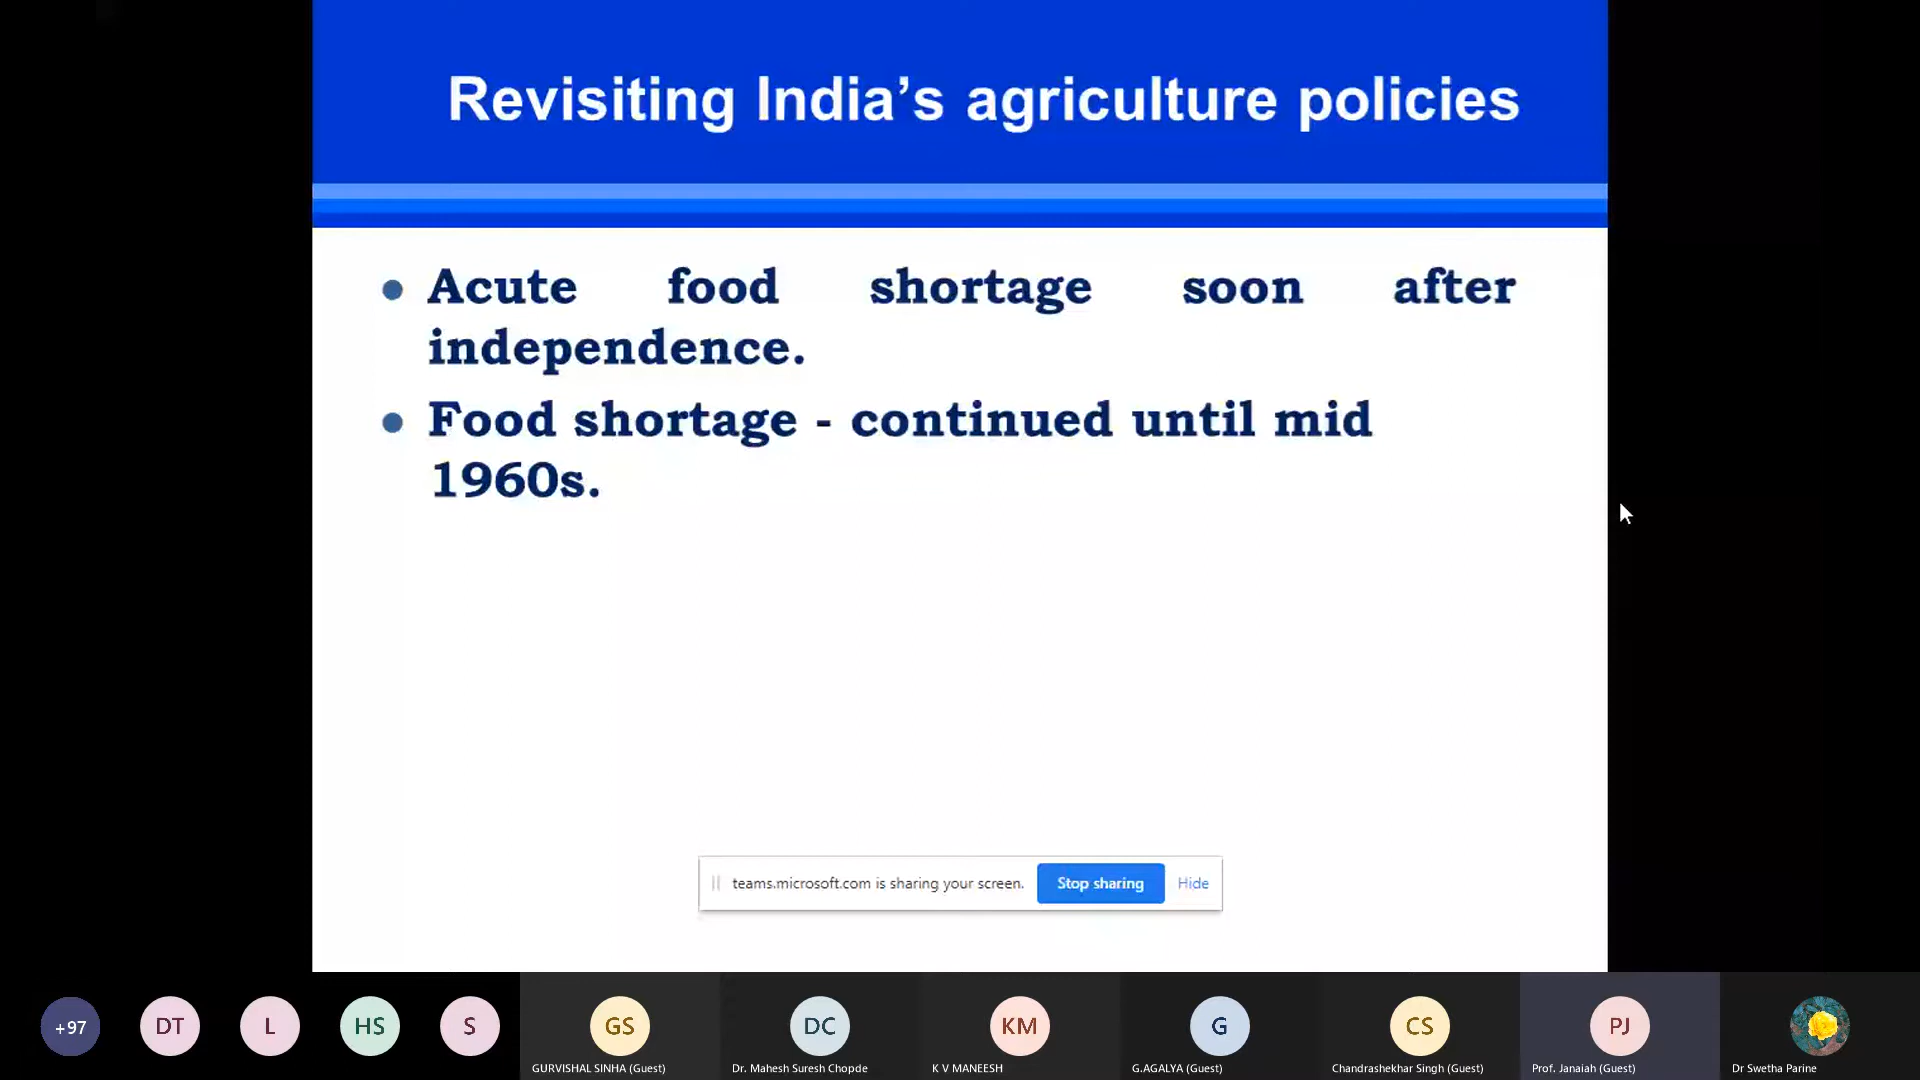 Revisiting India’s agriculture policies
Acute food shortage soon after
independence.
Food shortage - continued until mid
1960s.
teams.microsoft.com is sharing your screen. Stop sharing Hide
+97 DT L HS S GS DC KM G CS PJ
GURVISHAL SINHA (Guest) Dr. Mahesh Suresh Chopde K V MANEESH G.AGALYA (Guest) Chandrashekhar Singh (Guest) Prof. Janaiah (Guest) Dr Swetha Parine